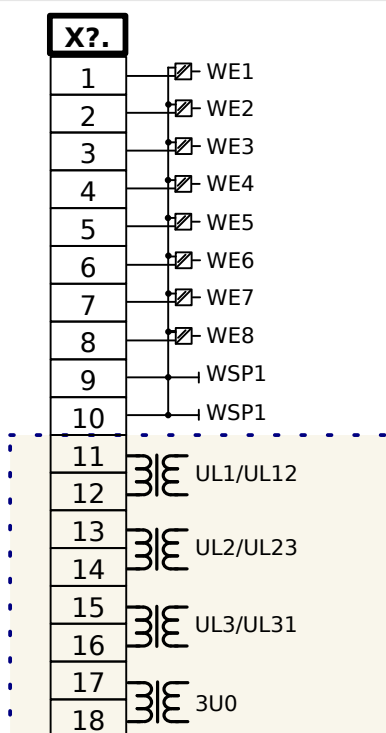 X?.
1 WE1
2 WE2
3 WE3
4 WE4
5 WE5
6 WE6
7 WE7
8 WE8
9 WSP1
10 WSP1
11
UL1/UL12
12
13
UL2/UL23
14
15
UL3/UL31
16
17
3U0
18